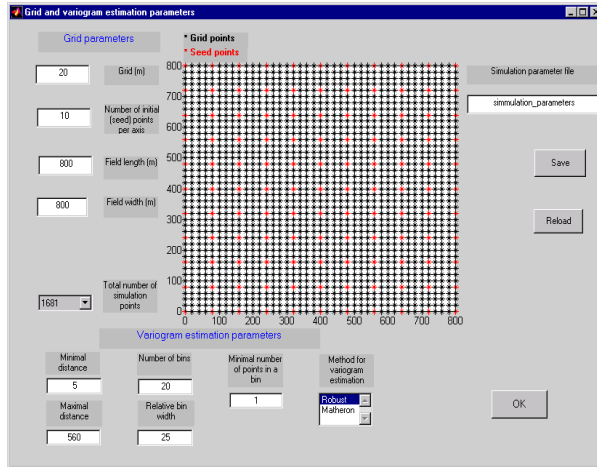 Grid and variogram estimation parameters
Grid parameters
* Grid points
* Seed points
20
Grid (m)
10
Number of initial
(seed) points
per axis
800
Field length (m)
800
Field width (m)
1681
Total number of
simulation
points
800
700
600
500
400
300
200
100
0
0 100 200 300 400 500 600 700 800
Simulation parameter file
simmulation_parameters
Save
Reload
Variogram estimation parameters
Minimal
distance
5
Number of bins
20
Minimal number
of points in a
bin
1
Method for
variogram
estimation
Robust
Matheron
Maximal
distance
560
Relative bin
width
25
OK